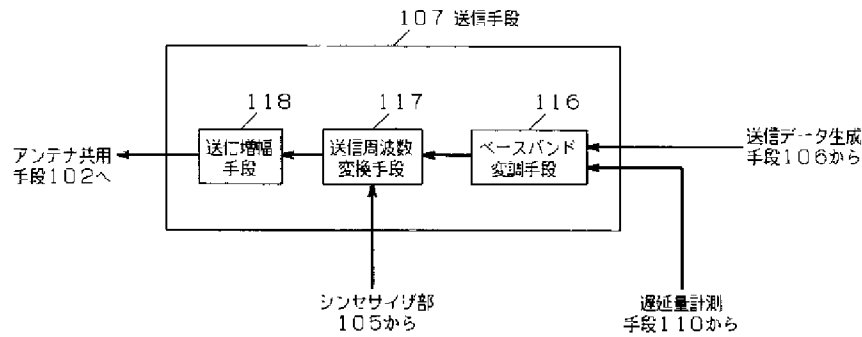 107 送信手段
118
117
116
送信増幅
手段
送信周波数
変換手段
ベースバンド
変調手段
アンテナ共用
手段102へ
送信データ生成
手段106から
シンセサイザ部
105から
遅延量計測
手段110から